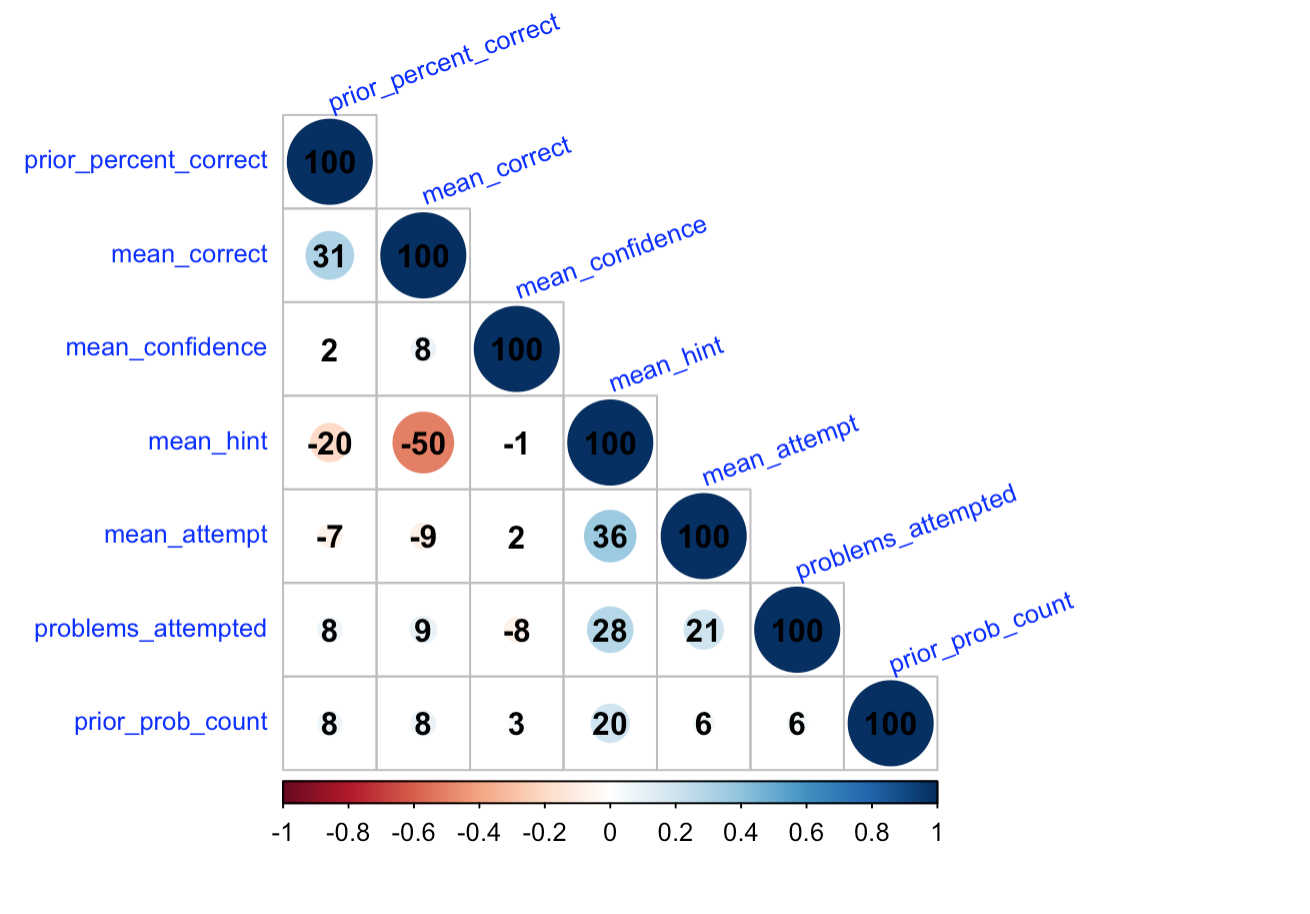 prior_percent_correct
prior_percent_correct 100
mean_correct
mean_correct 31 100
mean_confidence
mean_confidence 2 8 100
mean_hint
mean_hint -20 -50 -1 100
mean_attempt
mean_attempt -7 -9 2 36 100
problems_attempted
problems_attempted 8 9 -8 28 21 100
prior_prob_count
prior_prob_count 8 8 3 20 6 6 100
-1 -0.8 -0.6 -0.4 -0.2 0 0.2 0.4 0.6 0.8 1